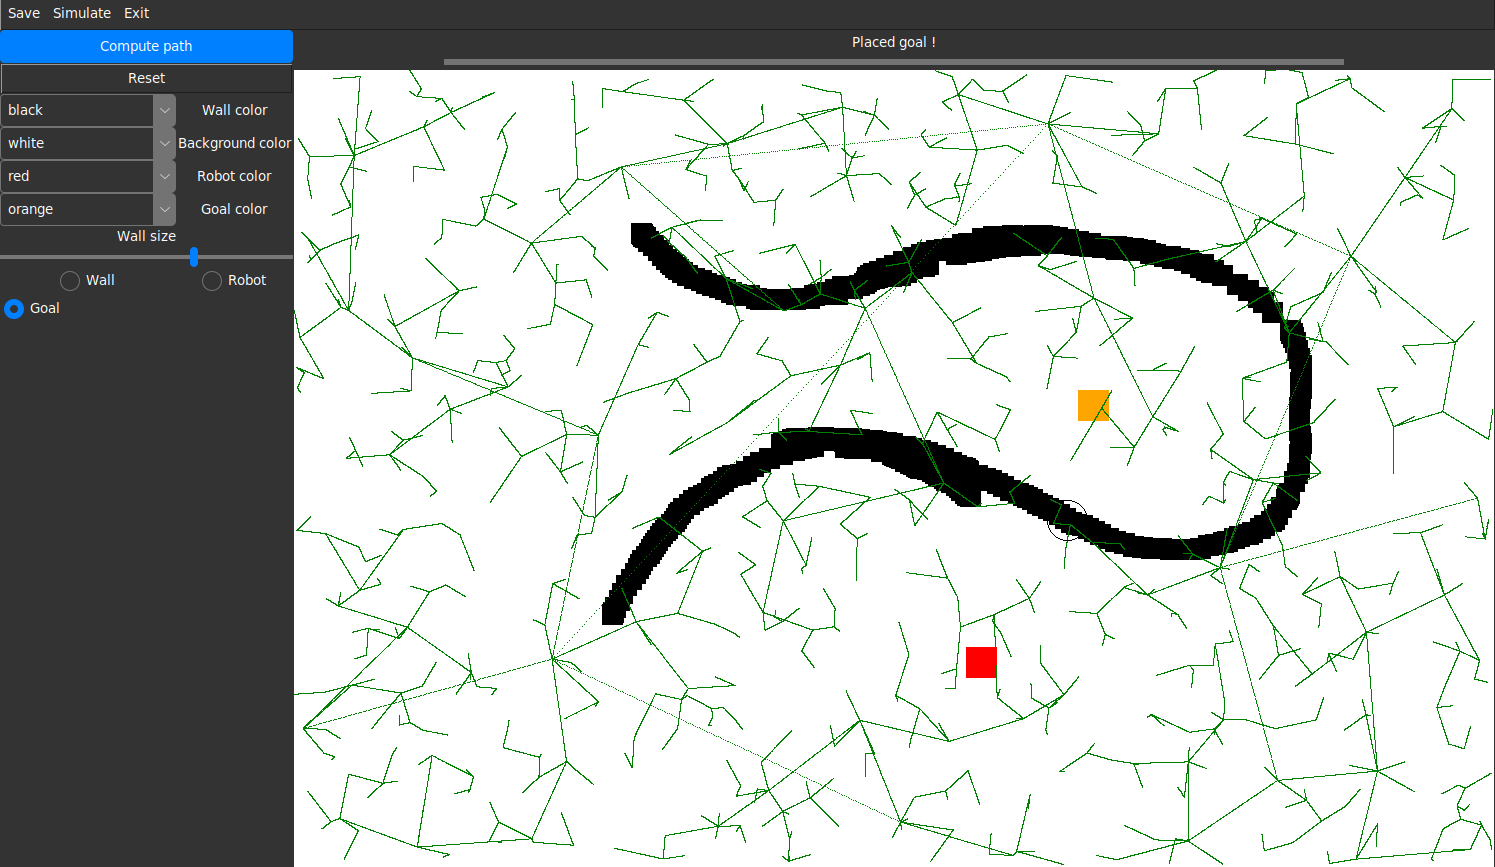 Save Simulate Exit
Compute path
Placed goal !
Reset
black Wall color
white Background color
red Robot color
orange Goal color
Wall size
Wall Robot
Goal